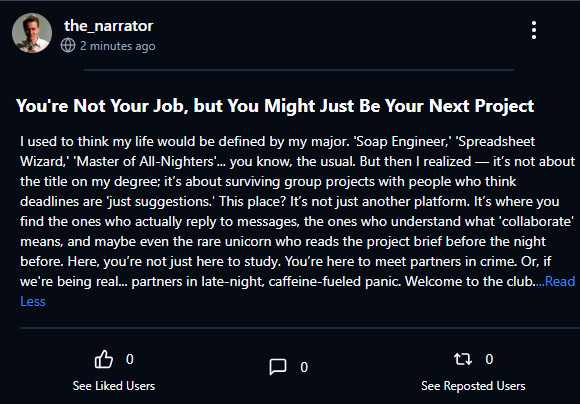 the_narrator
2 minutes ago
You're Not Your Job, but You Might Just Be Your Next Project
I used to think my life would be defined by my major. 'Soap Engineer,' 'Spreadsheet
Wizard,' 'Master of All-Nighters'... you know, the usual. But then I realized — it's not about
the title on my degree; it's about surviving group projects with people who think
deadlines are 'just suggestions.' This place? It's not just another platform. It's where you
find the ones who actually reply to messages, the ones who understand what 'collaborate'
means, and maybe even the rare unicorn who reads the project brief before the night
before. Here, you're not just here to study. You're here to meet partners in crime. Or, if
we're being real... partners in late-night, caffeine-fueled panic. Welcome to the club....Read
Less
0 0 0
See Liked Users See Reposted Users